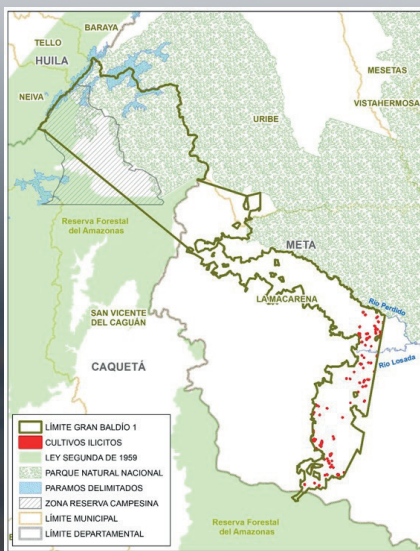 BARAYA
TELLO
HUILA
MESETAS
NEIVA
VISTAHERMOSA
URIBE
Reserva Forestal
del Amazonas
META
LA MACARENA
Río Perdido
SAN VICENTE
DEL CAGUÁN
Río Losada
CAQUETÁ
LÍMITE GRAN BALDÍO 1
CULTIVOS ILICITOS
LEY SEGUNDA DE 1959
PARQUE NATURAL NACIONAL
PARAMOS DELIMITADOS
ZONA RESERVA CAMPESINA
LÍMITE MUNICIPAL
LÍMITE DEPARTAMENTAL
Reserva Forestal
del Amazonas